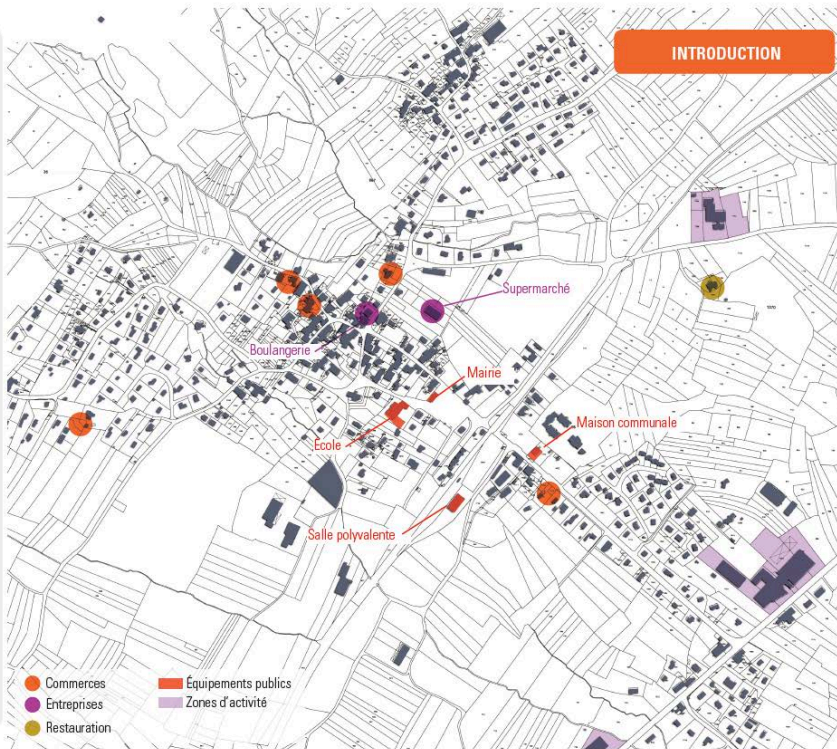 INTRODUCTION
Supermarché
Boulangerie
Mairie
École
Maison communale
Salle polyvalente
Commerces
Entreprises
Restauration
Équipements publics
Zones d'activité